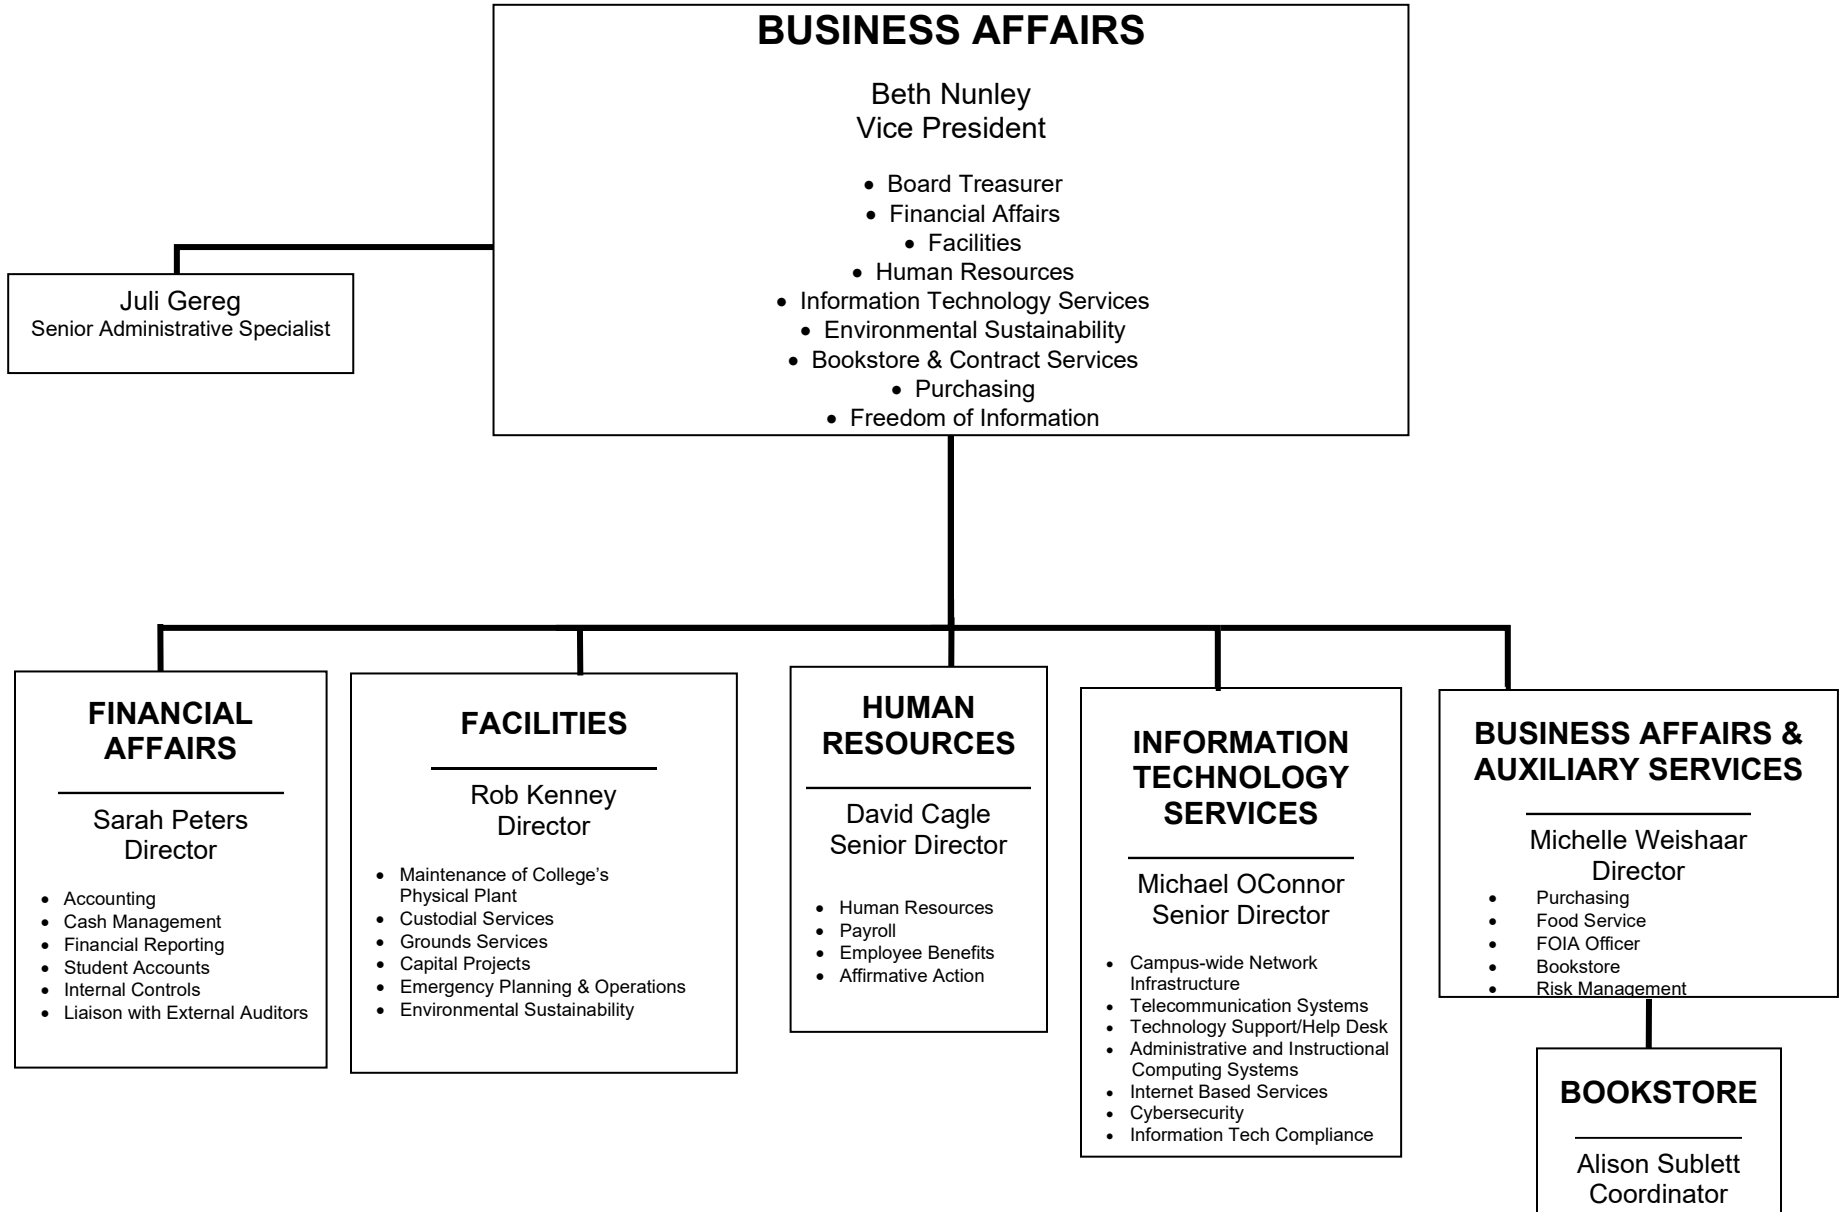 BUSINESS AFFAIRS
Beth Nunley
Vice President
• Board Treasurer
• Financial Affairs
• Facilities
• Human Resources
• Information Technology Services
• Environmental Sustainability
• Bookstore & Contract Services
• Purchasing
• Freedom of Information
Juli Gereg
Senior Administrative Specialist
FINANCIAL
AFFAIRS
Sarah Peters
Director
• Accounting
• Cash Management
• Financial Reporting
• Student Accounts
• Internal Controls
• Liaison with External Auditors
FACILITIES
Rob Kenney
Director
• Maintenance of College’s
Physical Plant
• Custodial Services
• Grounds Services
• Capital Projects
• Emergency Planning & Operations
• Environmental Sustainability
HUMAN
RESOURCES
David Cagle
Senior Director
• Human Resources
• Payroll
• Employee Benefits
• Affirmative Action
INFORMATION
TECHNOLOGY
SERVICES
Michael OConnor
Senior Director
• Campus-wide Network
Infrastructure
• Telecommunication Systems
• Technology Support/Help Desk
• Administrative and Instructional
Computing Systems
• Internet Based Services
• Cybersecurity
• Information Tech Compliance
BUSINESS AFFAIRS &
AUXILIARY SERVICES
Michelle Weishaar
Director
• Purchasing
• Food Service
• FOIA Officer
• Bookstore
• Risk Management
BOOKSTORE
Alison Sublett
Coordinator